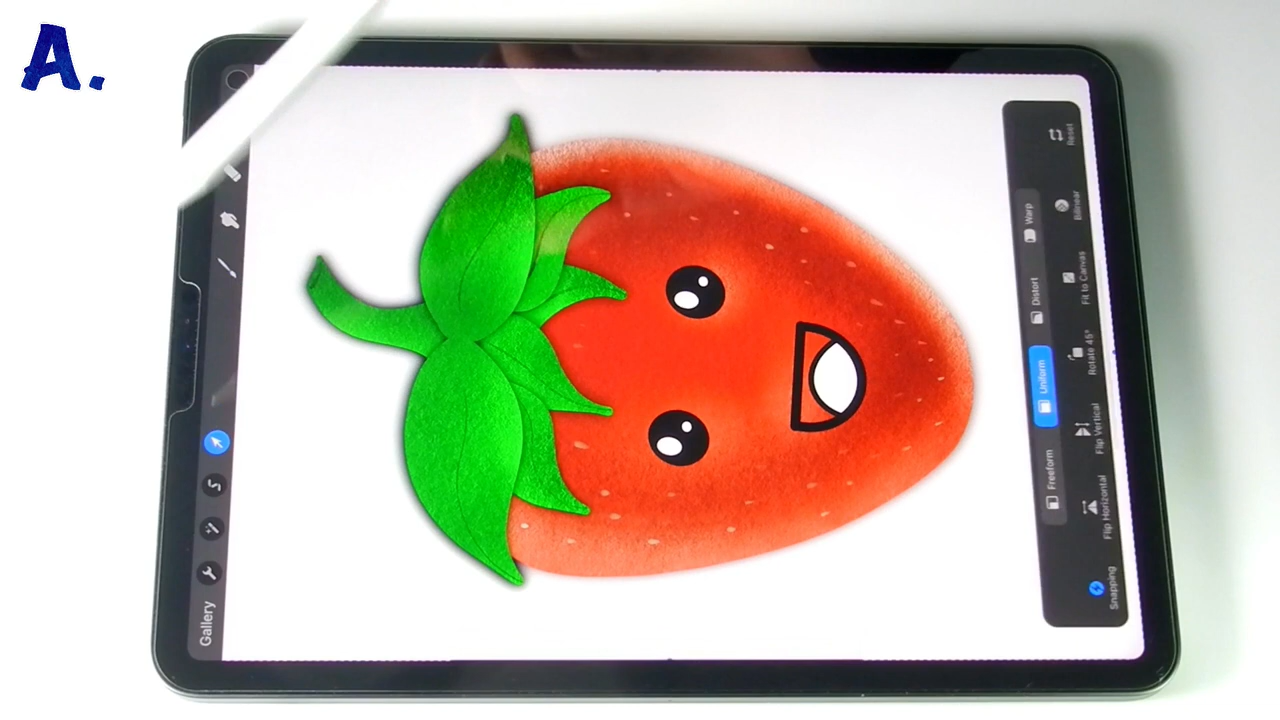 A.
Gallery
Freeform
Uniform
Distort
Warp
Snapping
Flip Horizontal
Flip Vertical
Rotate 45°
Fit to Canvas
Bilinear
Reset